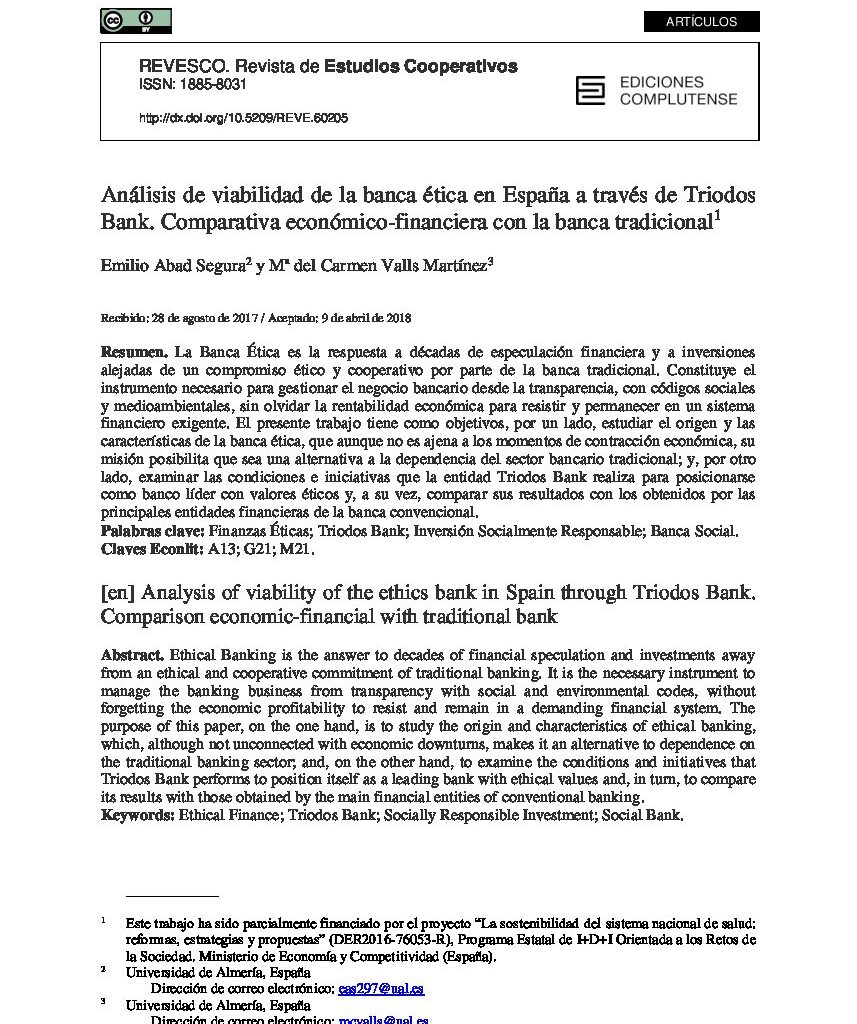 cc
BY
ARTÍCULOS
REVESCO. Revista de Estudios Cooperativos
ISSN: 1885-8031
http://dx.doi.org/10.5209/REVE.60205
EDICIONES
COMPLUTENSE
Análisis de viabilidad de la banca ética en España a través de Triodos
Bank. Comparativa económico-financiera con la banca tradicional1
Emilio Abad Segura2 y Mª del Carmen Valls Martínez3
Recibido: 28 de agosto de 2017 / Aceptado: 9 de abril de 2018
Resumen. La Banca Ética es la respuesta a décadas de especulación financiera y a inversiones
alejadas de un compromiso ético y cooperativo por parte de la banca tradicional. Constituye el
instrumento necesario para gestionar el negocio bancario desde la transparencia, con códigos sociales
y medioambientales, sin olvidar la rentabilidad económica para resistir y permanecer en un sistema
financiero exigente. El presente trabajo tiene como objetivos, por un lado, estudiar el origen y las
características de la banca ética, que aunque no es ajena a los momentos de contracción económica, su
misión posibilita que sea una alternativa a la dependencia del sector bancario tradicional; y, por otro
lado, examinar las condiciones e iniciativas que la entidad Triodos Bank realiza para posicionarse
como banco líder con valores éticos y, a su vez, comparar sus resultados con los obtenidos por las
principales entidades financieras de la banca convencional.
Palabras clave: Finanzas Éticas; Triodos Bank; Inversión Socialmente Responsable; Banca Social.
Claves Econlit: A13; G21; M21.
[en] Analysis of viability of the ethics bank in Spain through Triodos Bank.
Comparison economic-financial with traditional bank
Abstract. Ethical Banking is the answer to decades of financial speculation and investments away
from an ethical and cooperative commitment of traditional banking. It is the necessary instrument to
manage the banking business from transparency with social and environmental codes, without
forgetting the economic profitability to resist and remain in a demanding financial system. The
purpose of this paper, on the one hand, is to study the origin and characteristics of ethical banking,
which, although not unconnected with economic downturns, makes it an alternative to dependence on
the traditional banking sector; and, on the other hand, to examine the conditions and initiatives that
Triodos Bank performs to position itself as a leading bank with ethical values and, in turn, to compare
its results with those obtained by the main financial entities of conventional banking.
Keywords: Ethical Finance; Triodos Bank; Socially Responsible Investment; Social Bank.
1 Este trabajo ha sido parcialmente financiado por el proyecto "La sostenibilidad del sistema nacional de salud:
reformas, estrategias y propuestas" (DER2016-76053-R), Programa Estatal de I+D+I Orientada a los Retos de
la Sociedad. Ministerio de Economía y Competitividad (España).
2 Universidad de Almería, España
Dirección de correo electrónico: eas297@ual.es
3 Universidad de Almería, España
Dirección de correo electrónico: mcvalls@ual.es